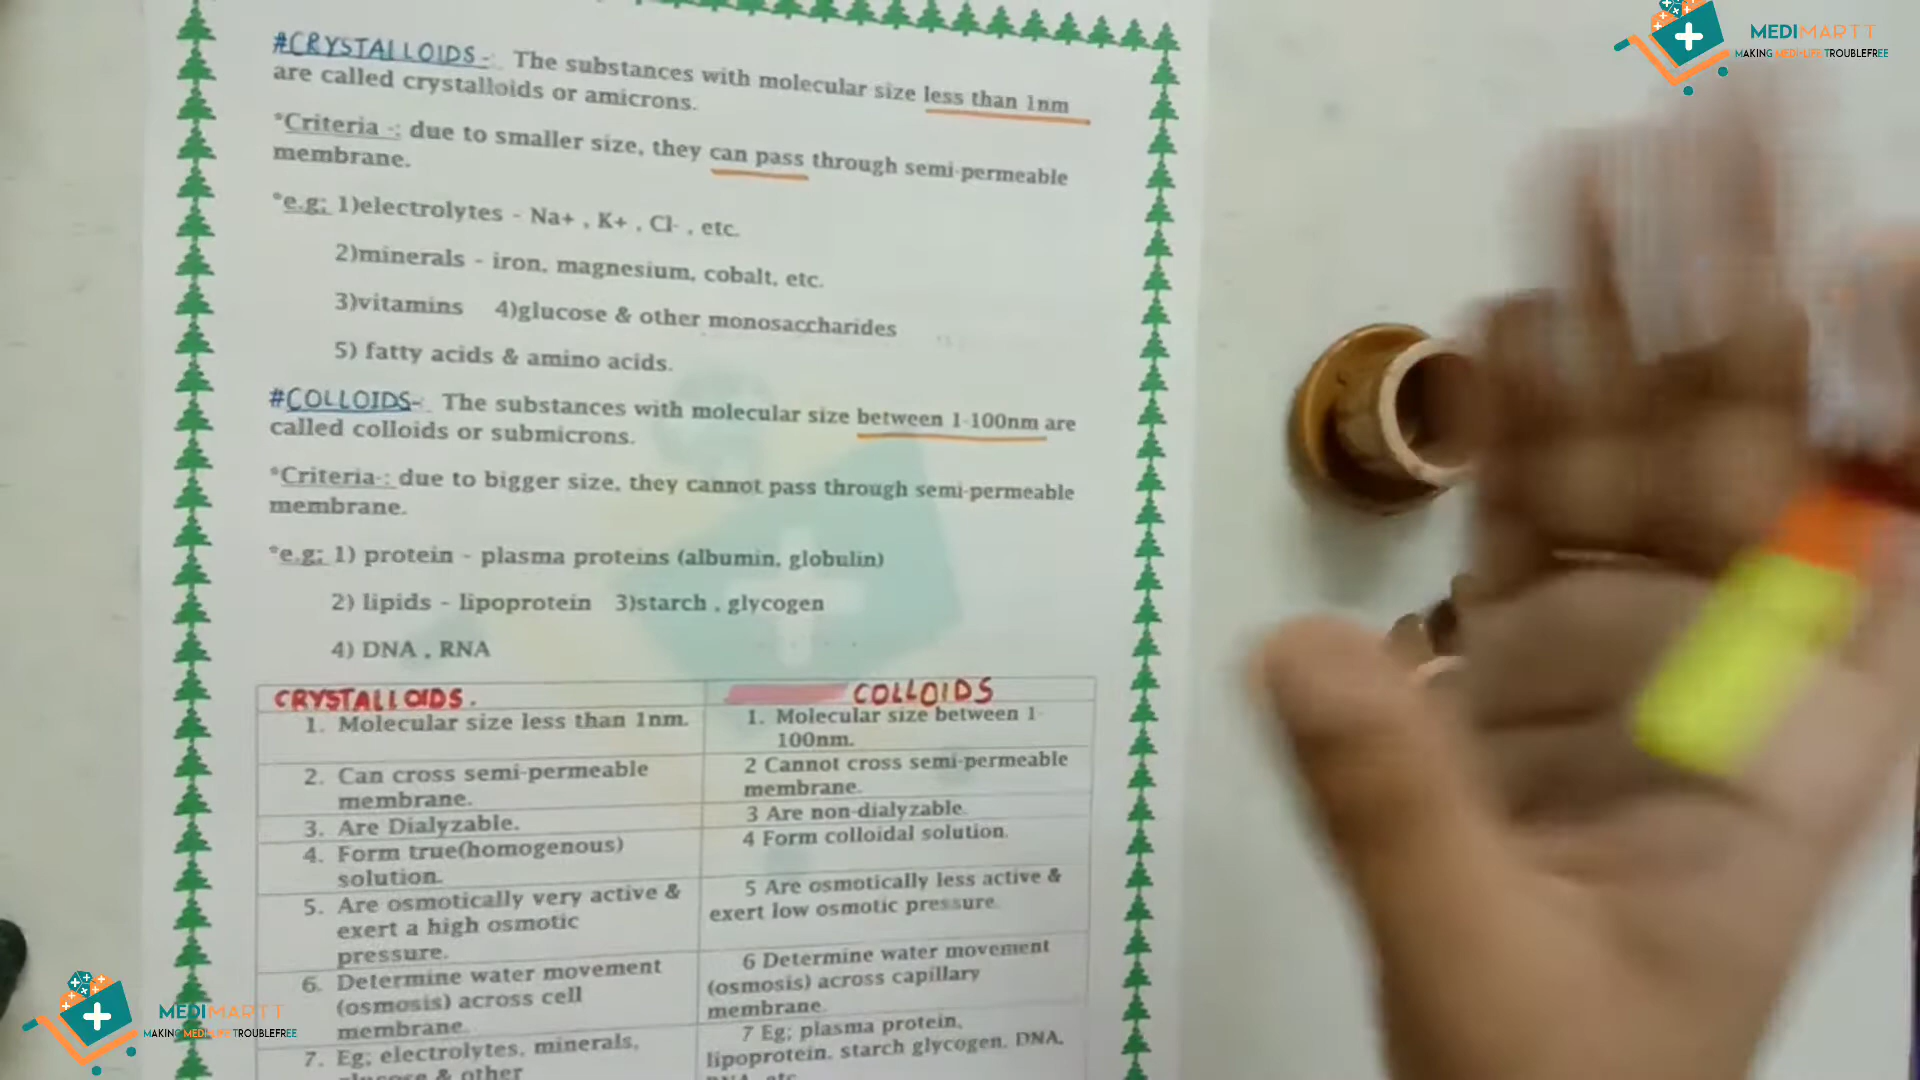 #CRYSTALLOIDS-: The substances with molecular size less than 1nm
are called crystalloids or amicrons.
*Criteria -: due to smaller size, they can pass through semi-permeable
membrane.
*e.g; 1)electrolytes - Na+ , K+ , Cl- , etc.
2)minerals - iron, magnesium, cobalt, etc.
3)vitamins 4)glucose & other monosaccharides
5) fatty acids & amino acids.
#COLLOIDS-: The substances with molecular size between 1-100nm are
called colloids or submicrons.
*Criteria-: due to bigger size, they cannot pass through semi-permeable
membrane.
*e.g; 1) protein - plasma proteins (albumin, globulin)
2) lipids - lipoprotein 3)starch , glycogen
4) DNA , RNA
CRYSTALLOIDS.
1. Molecular size less than 1nm.
2. Can cross semi-permeable
membrane.
3. Are Dialyzable.
4. Form true(homogenous)
solution.
5. Are osmotically very active &
exert a high osmotic
pressure.
6. Determine water movement
(osmosis) across cell
membrane.
7. Eg; electrolytes, minerals,
glucose & other
COLLOIDS
1. Molecular size between 1-
100nm.
2 Cannot cross semi-permeable
membrane.
3 Are non-dialyzable.
4 Form colloidal solution.
5 Are osmotically less active &
exert low osmotic pressure.
6 Determine water movement
(osmosis) across capillary
membrane.
7 Eg; plasma protein,
lipoprotein, starch glycogen, DNA,
RNA, etc
MEDIMARTT
MAKING MEDI-LIFE TROUBLEFREE
MEDIMARTT
MAKING MEDI-LIFE TROUBLEFREE